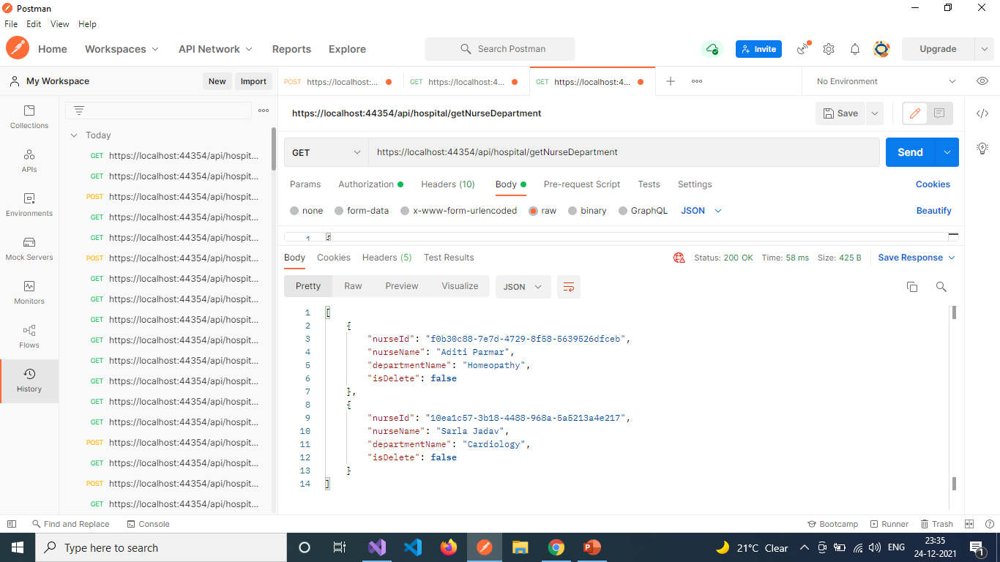 Postman
File Edit View Help
Home Workspaces API Network Reports Explore Search Postman Invite Upgrade
My Workspace New Import POST https://localhost:... GET https://localhost:4... GET https://localhost:4... No Environment
Collections
APIs
Environments
Mock Servers
Monitors
Flows
History
Today
GET https://localhost:44354/api/hospit...
GET https://localhost:44354/api/hospit...
POST https://localhost:44354/api/hospit...
GET https://localhost:44354/api/hospit...
GET https://localhost:44354/api/hospit...
POST https://localhost:44354/api/hospit...
GET https://localhost:44354/api/hospit...
GET https://localhost:44354/api/hospit...
GET https://localhost:44354/api/hospit...
GET https://localhost:44354/api/hospit...
GET https://localhost:44354/api/hospit...
GET https://localhost:44354/api/hospit...
GET https://localhost:44354/api/hospit...
GET https://localhost:44354/api/hospit...
POST https://localhost:44354/api/hospit...
GET https://localhost:44354/api/hospit...
POST https://localhost:44354/api/hospit...
GET https://localhost:44354/api/hospit...
https://localhost:44354/api/hospital/getNurseDepartment Save
GET https://localhost:44354/api/hospital/getNurseDepartment Send
Params Authorization Headers (10) Body Pre-request Script Tests Settings Cookies
none form-data x-www-form-urlencoded raw binary GraphQL JSON Beautify
1 {
Body Cookies Headers (5) Test Results Status: 200 OK Time: 58 ms Size: 425 B Save Response
Pretty Raw Preview Visualize JSON
1 [
2 {
3 "nurseId": "f0b30c88-7e7d-4729-8f58-5639526dfceb",
4 "nurseName": "Aditi Parmar",
5 "departmentName": "Homeopathy",
6 "isDelete": false
7 },
8 {
9 "nurseId": "10ea1c57-3b18-4488-968a-5a5213a4e217",
10 "nurseName": "Sarla Jadav",
11 "departmentName": "Cardiology",
12 "isDelete": false
13 }
14 ]
Find and Replace Console Bootcamp Runner Trash
Type here to search 21°C Clear ENG 23:35
24-12-2021
1